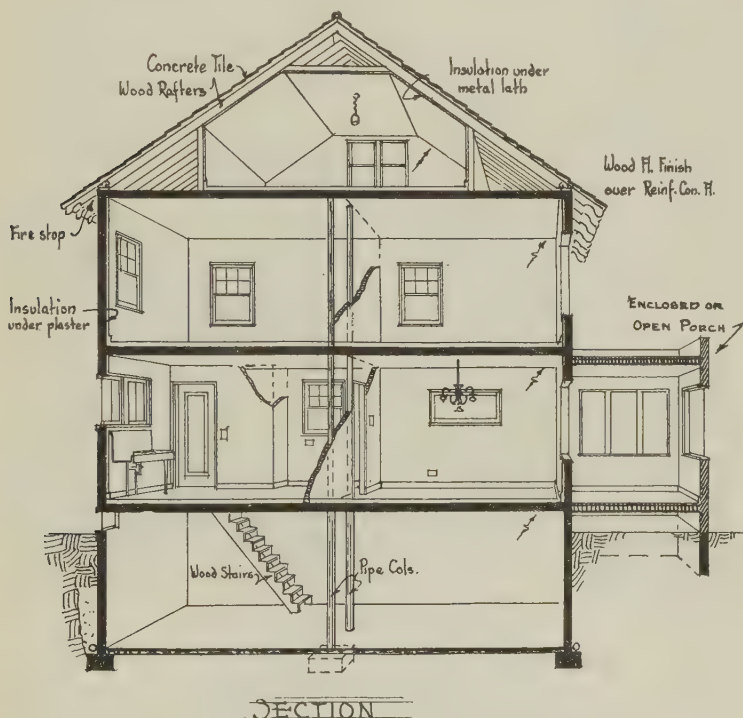 Concrete Tile
Wood Rafters
Insulation under
metal lath
Wood Fl. Finish
over Reinf. Con. Fl.
Fire stop
Insulation
under plaster
ENCLOSED OR
OPEN PORCH
Wood Stairs
Pipe Cols.
SECTION